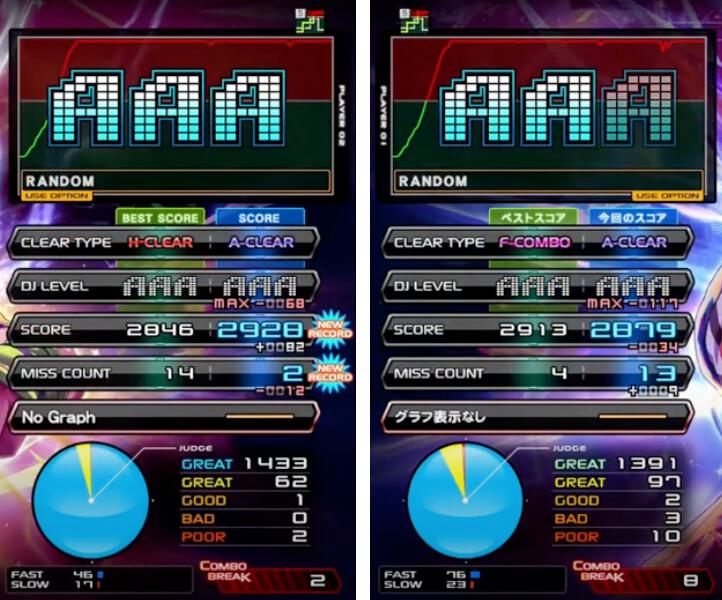 AAA
PLAYER 02
RANDOM
USE OPTION
BEST SCORE SCORE
CLEAR TYPE H-CLEAR A-CLEAR
DJ LEVEL AAA AAA
MAX -0068
SCORE 2846 2928 NEW RECORD
+0082
MISS COUNT 14 2 NEW RECORD
-0012
No Graph
JUDGE
GREAT 1433
GREAT 62
GOOD 1
BAD 0
POOR 2
FAST 46
SLOW 17
COMBO BREAK 2
AAA
PLAYER 01
RANDOM
USE OPTION
ベストスコア 今回のスコア
CLEAR TYPE F-COMBO A-CLEAR
DJ LEVEL AAA AAA
MAX -0117
SCORE 2913 2879
-0034
MISS COUNT 4 13
+0009
グラフ表示なし
JUDGE
GREAT 1391
GREAT 97
GOOD 2
BAD 3
POOR 10
FAST 76
SLOW 23
COMBO BREAK 8